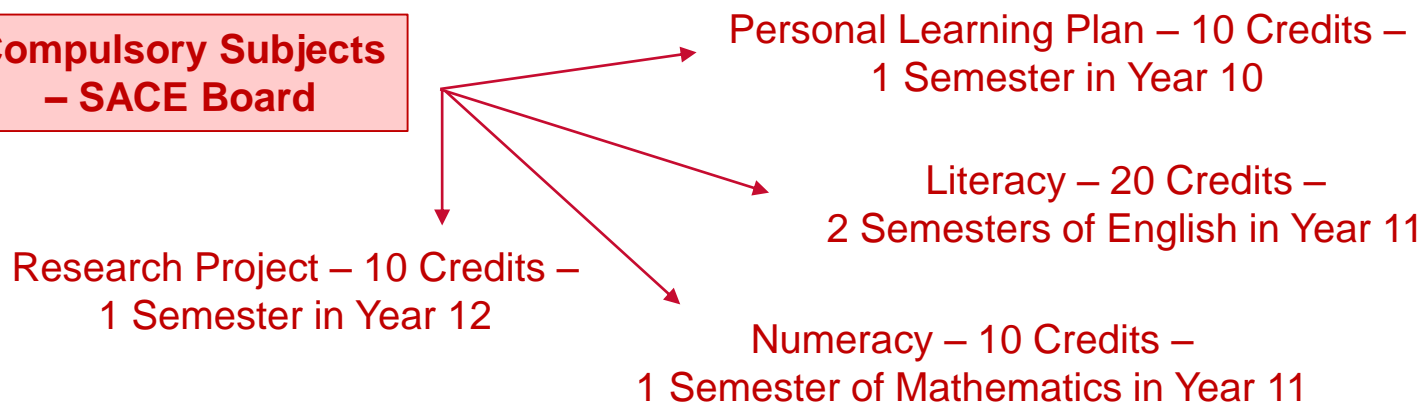 Compulsory Subjects
– SACE Board
Personal Learning Plan – 10 Credits –
1 Semester in Year 10
Literacy – 20 Credits –
2 Semesters of English in Year 11
Research Project – 10 Credits –
1 Semester in Year 12
Numeracy – 10 Credits –
1 Semester of Mathematics in Year 11